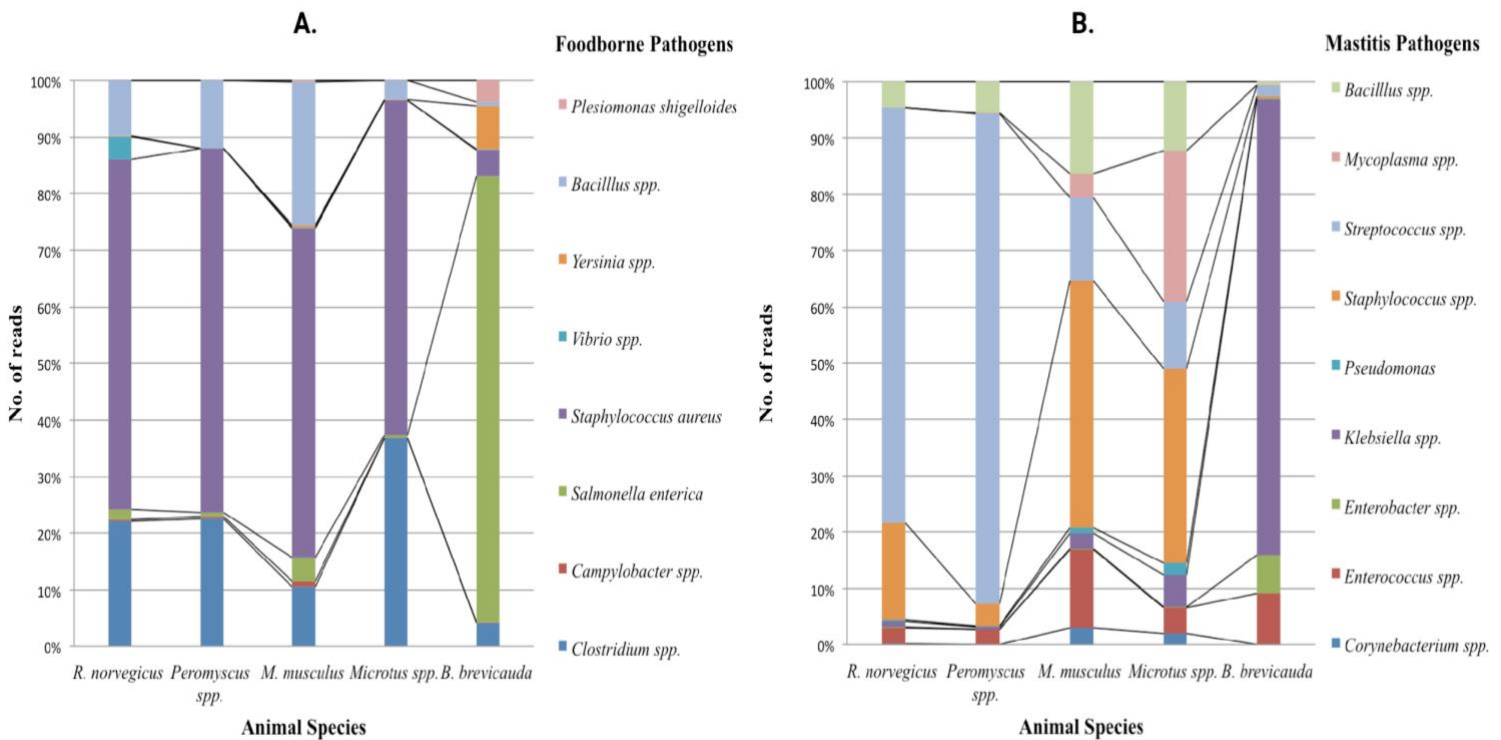 A.
Foodborne Pathogens
100%
90%
80%
70%
60%
50%
40%
30%
20%
10%
0%
No. of reads
R. norvegicus
Peromyscus
spp.
M. musculus
Microtus spp.
B. brevicauda
Animal Species
Plesiomonas shigelloides
Bacilllus spp.
Yersinia spp.
Vibrio spp.
Staphylococcus aureus
Salmonella enterica
Campylobacter spp.
Clostridium spp.
B.
Mastitis Pathogens
100%
90%
80%
70%
60%
50%
40%
30%
20%
10%
0%
No. of reads
R. norvegicus
Peromyscus
spp.
M. musculus
Microtus spp.
B. brevicauda
Animal Species
Bacilllus spp.
Mycoplasma spp.
Streptococcus spp.
Staphylococcus spp.
Pseudomonas
Klebsiella spp.
Enterobacter spp.
Enterococcus spp.
Corynebacterium spp.